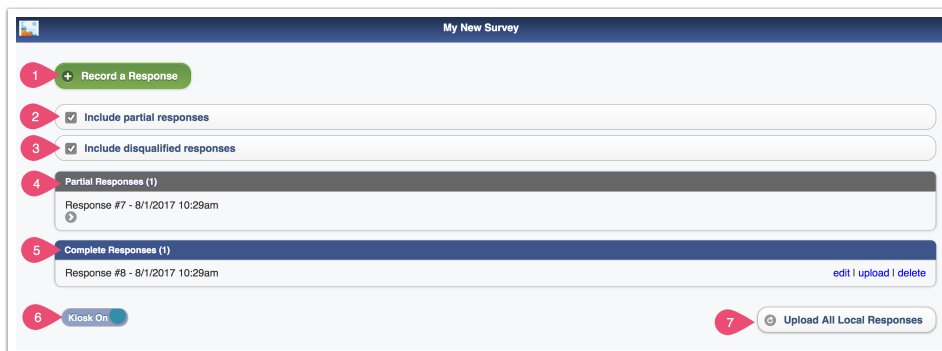 My New Survey
1 Record a Response
2 Include partial responses
3 Include disqualified responses
4 Partial Responses (1)
Response #7 - 8/1/2017 10:29am
5 Complete Responses (1)
Response #8 - 8/1/2017 10:29am edit | upload | delete
6 Kiosk On
7 Upload All Local Responses